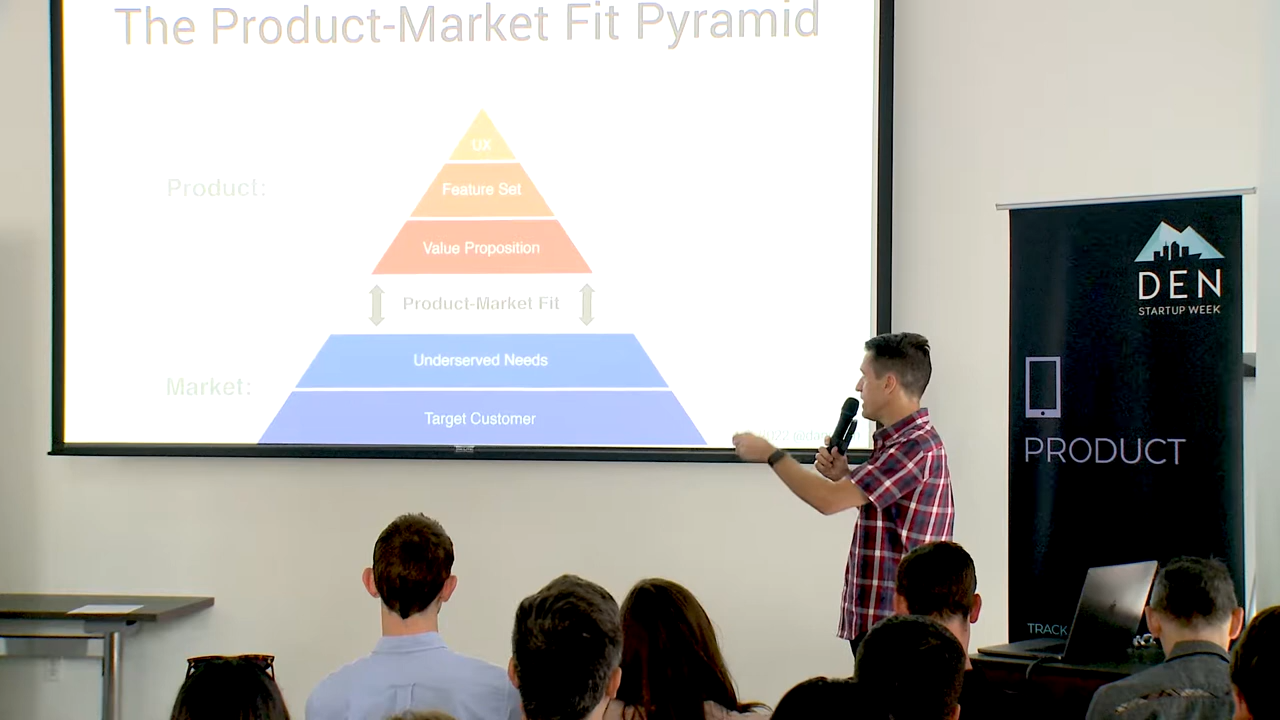 The Product-Market Fit Pyramid
UX
Product:
Feature Set
Value Proposition
Product-Market Fit
Underserved Needs
Market:
Target Customer
DEN
STARTUP WEEK
PRODUCT
TRACK